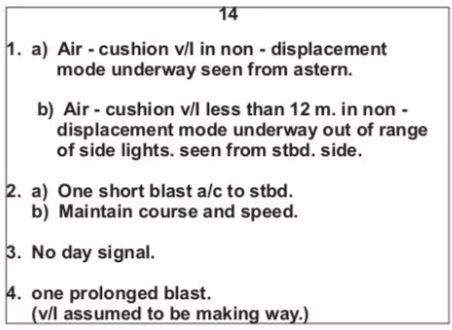 14
1. a) Air - cushion v/l in non - displacement
mode underway seen from astern.
b) Air - cushion v/l less than 12 m. in non -
displacement mode underway out of range
of side lights. seen from stbd. side.
2. a) One short blast a/c to stbd.
b) Maintain course and speed.
3. No day signal.
4. one prolonged blast.
(v/l assumed to be making way.)